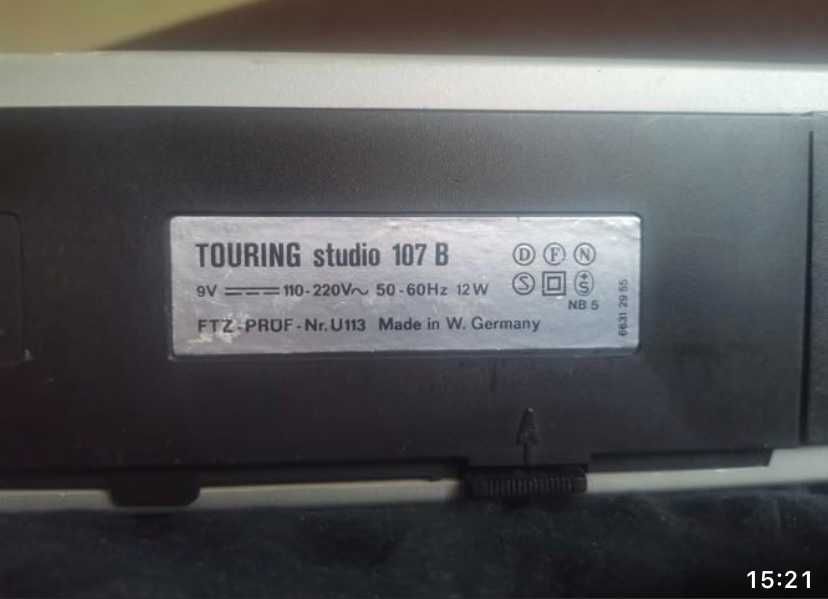 TOURING studio 107 B
D F N
9V 110-220V~ 50-60Hz 12W
S S
NB 5
FTZ-PRÜF-Nr. U113 Made in W. Germany
6631 29 55
15:21